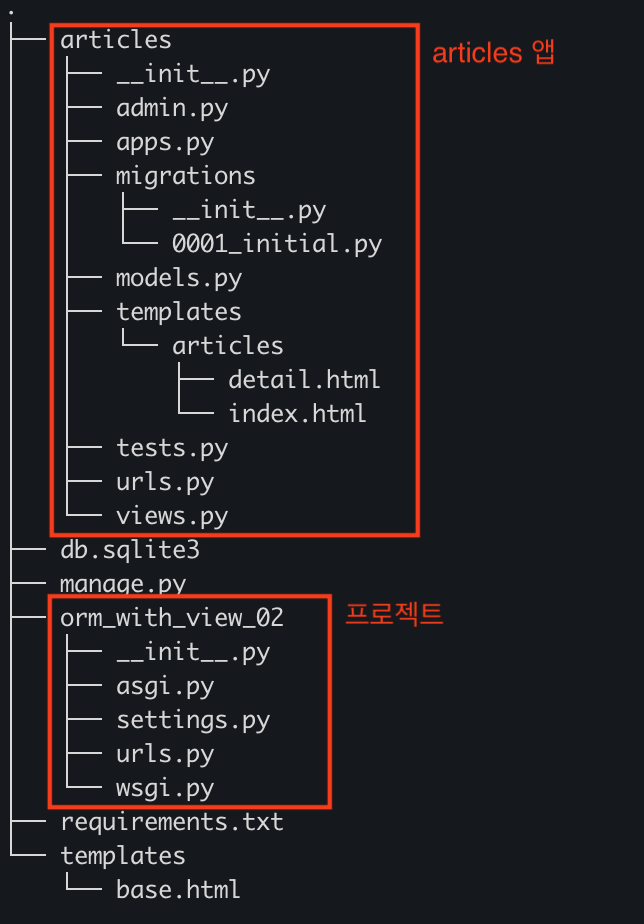 .
├── articles
│   ├── __init__.py
│   ├── admin.py
│   ├── apps.py
│   ├── migrations
│   │   ├── __init__.py
│   │   └── 0001_initial.py
│   ├── models.py
│   ├── templates
│   │   └── articles
│   │       ├── detail.html
│   │       └── index.html
│   ├── tests.py
│   ├── urls.py
│   └── views.py
├── db.sqlite3
├── manage.py
├── orm_with_view_02
│   ├── __init__.py
│   ├── asgi.py
│   ├── settings.py
│   ├── urls.py
│   └── wsgi.py
├── requirements.txt
└── templates
    └── base.html
articles 앱
프로젝트